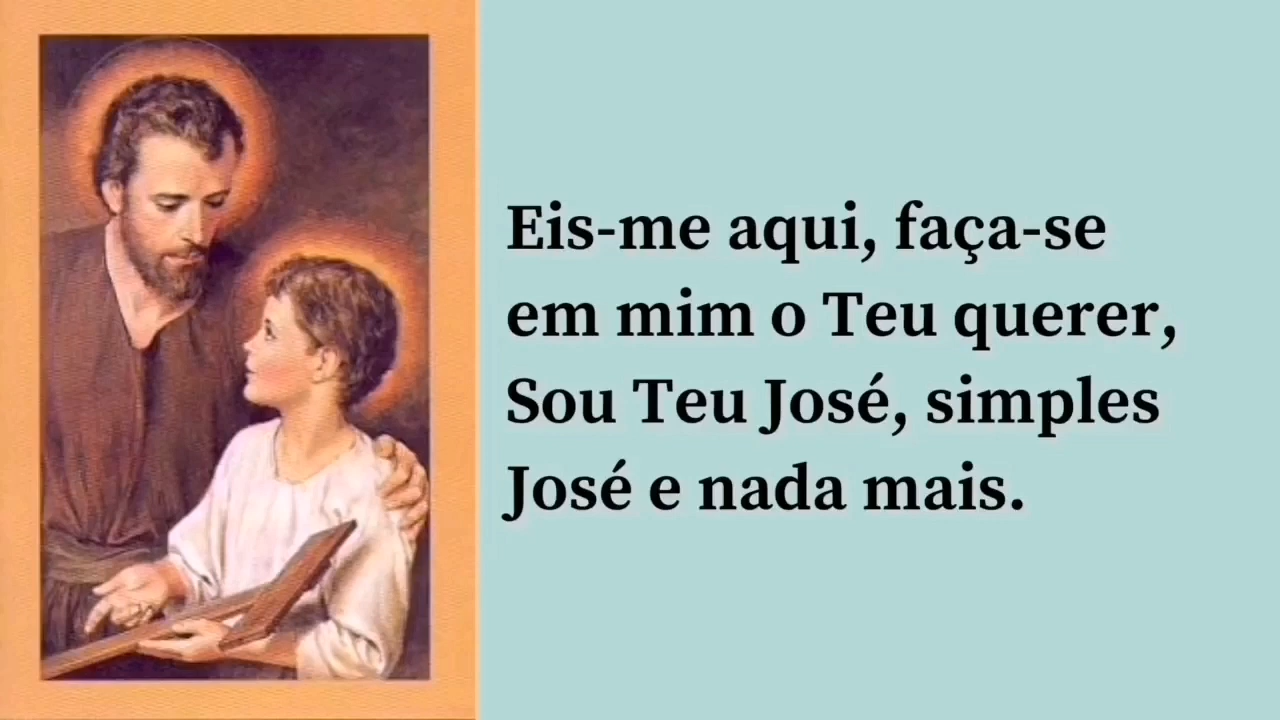 Eis-me aqui, faça-se
em mim o Teu querer,
Sou Teu José, simples
José e nada mais.